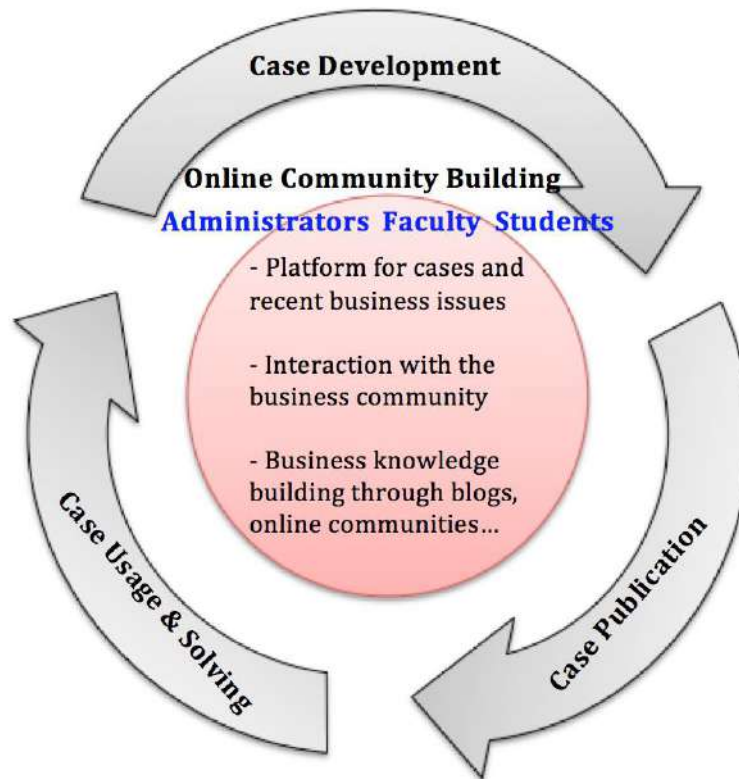 Case Development
Online Community Building
Administrators Faculty Students
- Platform for cases and
recent business issues
- Interaction with the
business community
- Business knowledge
building through blogs,
online communities…
Case Publication
Case Usage & Solving